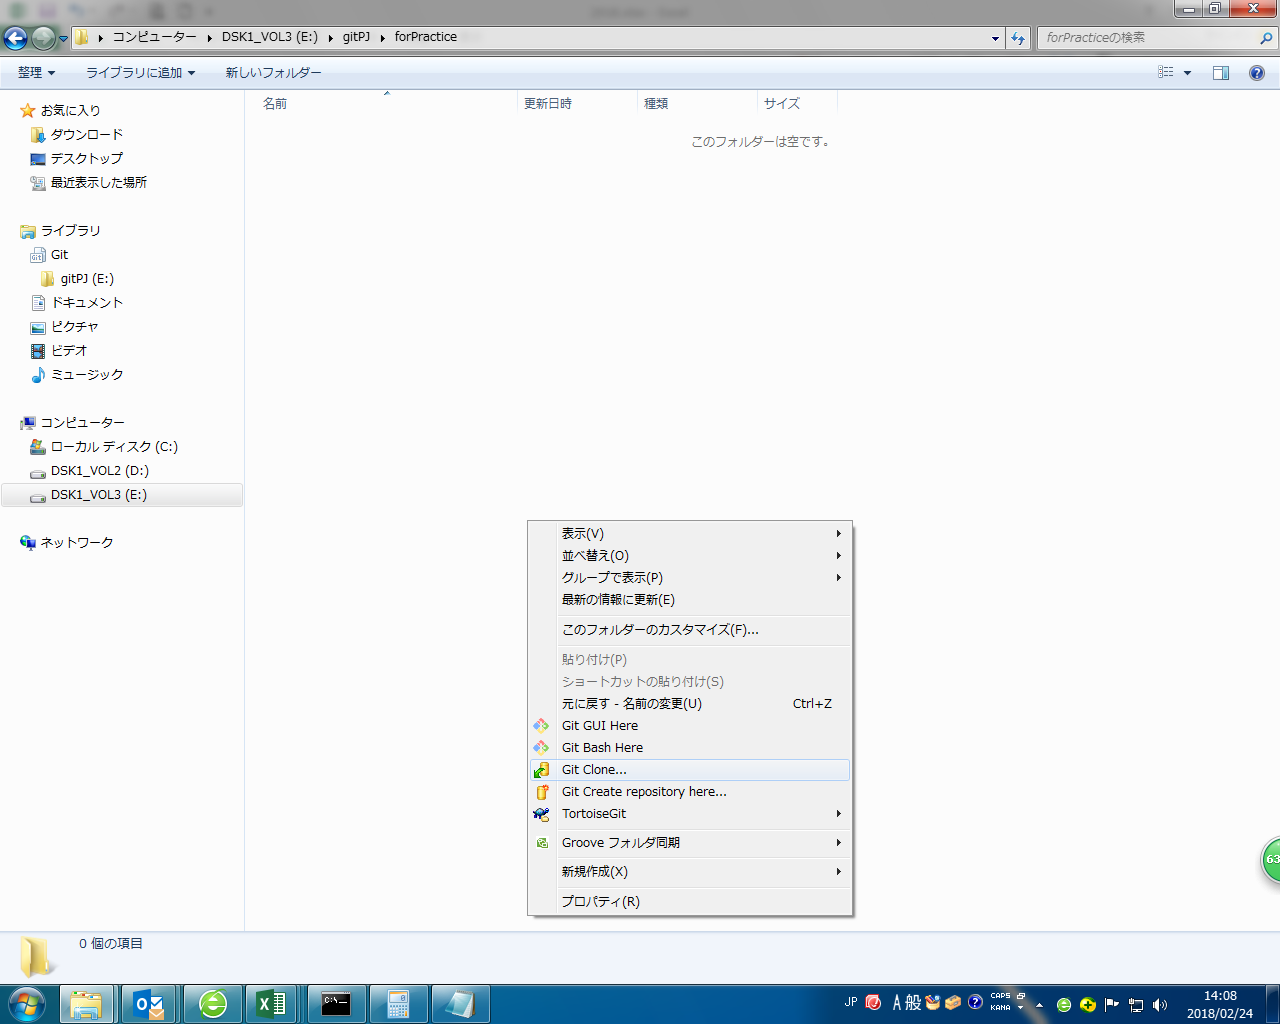 コンピューター ▸ DSK1_VOL3 (E:) ▸ gitPJ ▸ forPractice
forPracticeの検索
整理 ライブラリに追加 新しいフォルダー
名前 更新日時 種類 サイズ
このフォルダーは空です。
お気に入り
ダウンロード
デスクトップ
最近表示した場所
ライブラリ
Git
gitPJ (E:)
ドキュメント
ピクチャ
ビデオ
ミュージック
コンピューター
ローカル ディスク (C:)
DSK1_VOL2 (D:)
DSK1_VOL3 (E:)
ネットワーク
表示(V)
並べ替え(O)
グループで表示(P)
最新の情報に更新(E)
このフォルダーのカスタマイズ(F)...
貼り付け(P)
ショートカットの貼り付け(S)
元に戻す - 名前の変更(U) Ctrl+Z
Git GUI Here
Git Bash Here
Git Clone...
Git Create repository here...
TortoiseGit
Groove フォルダ同期
新規作成(X)
プロパティ(R)
63
0 個の項目
JP A 般 CAPS KANA
14:08
2018/02/24